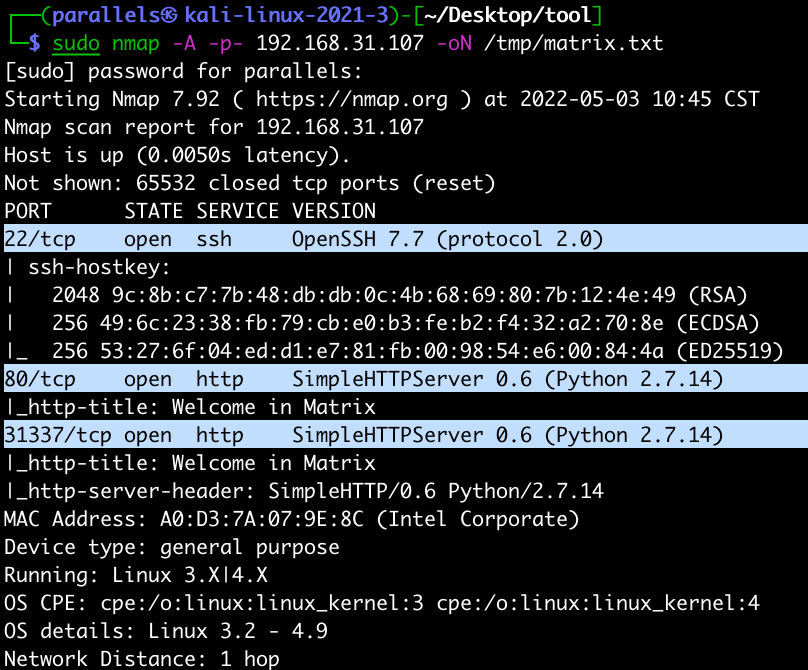 ┌──(parallels㉿kali-linux-2021-3)-[~/Desktop/tool]
└─$ sudo nmap -A -p- 192.168.31.107 -oN /tmp/matrix.txt
[sudo] password for parallels:
Starting Nmap 7.92 ( https://nmap.org ) at 2022-05-03 10:45 CST
Nmap scan report for 192.168.31.107
Host is up (0.0050s latency).
Not shown: 65532 closed tcp ports (reset)
PORT      STATE SERVICE VERSION
22/tcp    open  ssh     OpenSSH 7.7 (protocol 2.0)
| ssh-hostkey:
|   2048 9c:8b:c7:7b:48:db:db:0c:4b:68:69:80:7b:12:4e:49 (RSA)
|   256 49:6c:23:38:fb:79:cb:e0:b3:fe:b2:f4:32:a2:70:8e (ECDSA)
|_  256 53:27:6f:04:ed:d1:e7:81:fb:00:98:54:e6:00:84:4a (ED25519)
80/tcp    open  http    SimpleHTTPServer 0.6 (Python 2.7.14)
|_http-title: Welcome in Matrix
31337/tcp open  http    SimpleHTTPServer 0.6 (Python 2.7.14)
|_http-title: Welcome in Matrix
|_http-server-header: SimpleHTTP/0.6 Python/2.7.14
MAC Address: A0:D3:7A:07:9E:8C (Intel Corporate)
Device type: general purpose
Running: Linux 3.X|4.X
OS CPE: cpe:/o:linux:linux_kernel:3 cpe:/o:linux:linux_kernel:4
OS details: Linux 3.2 - 4.9
Network Distance: 1 hop